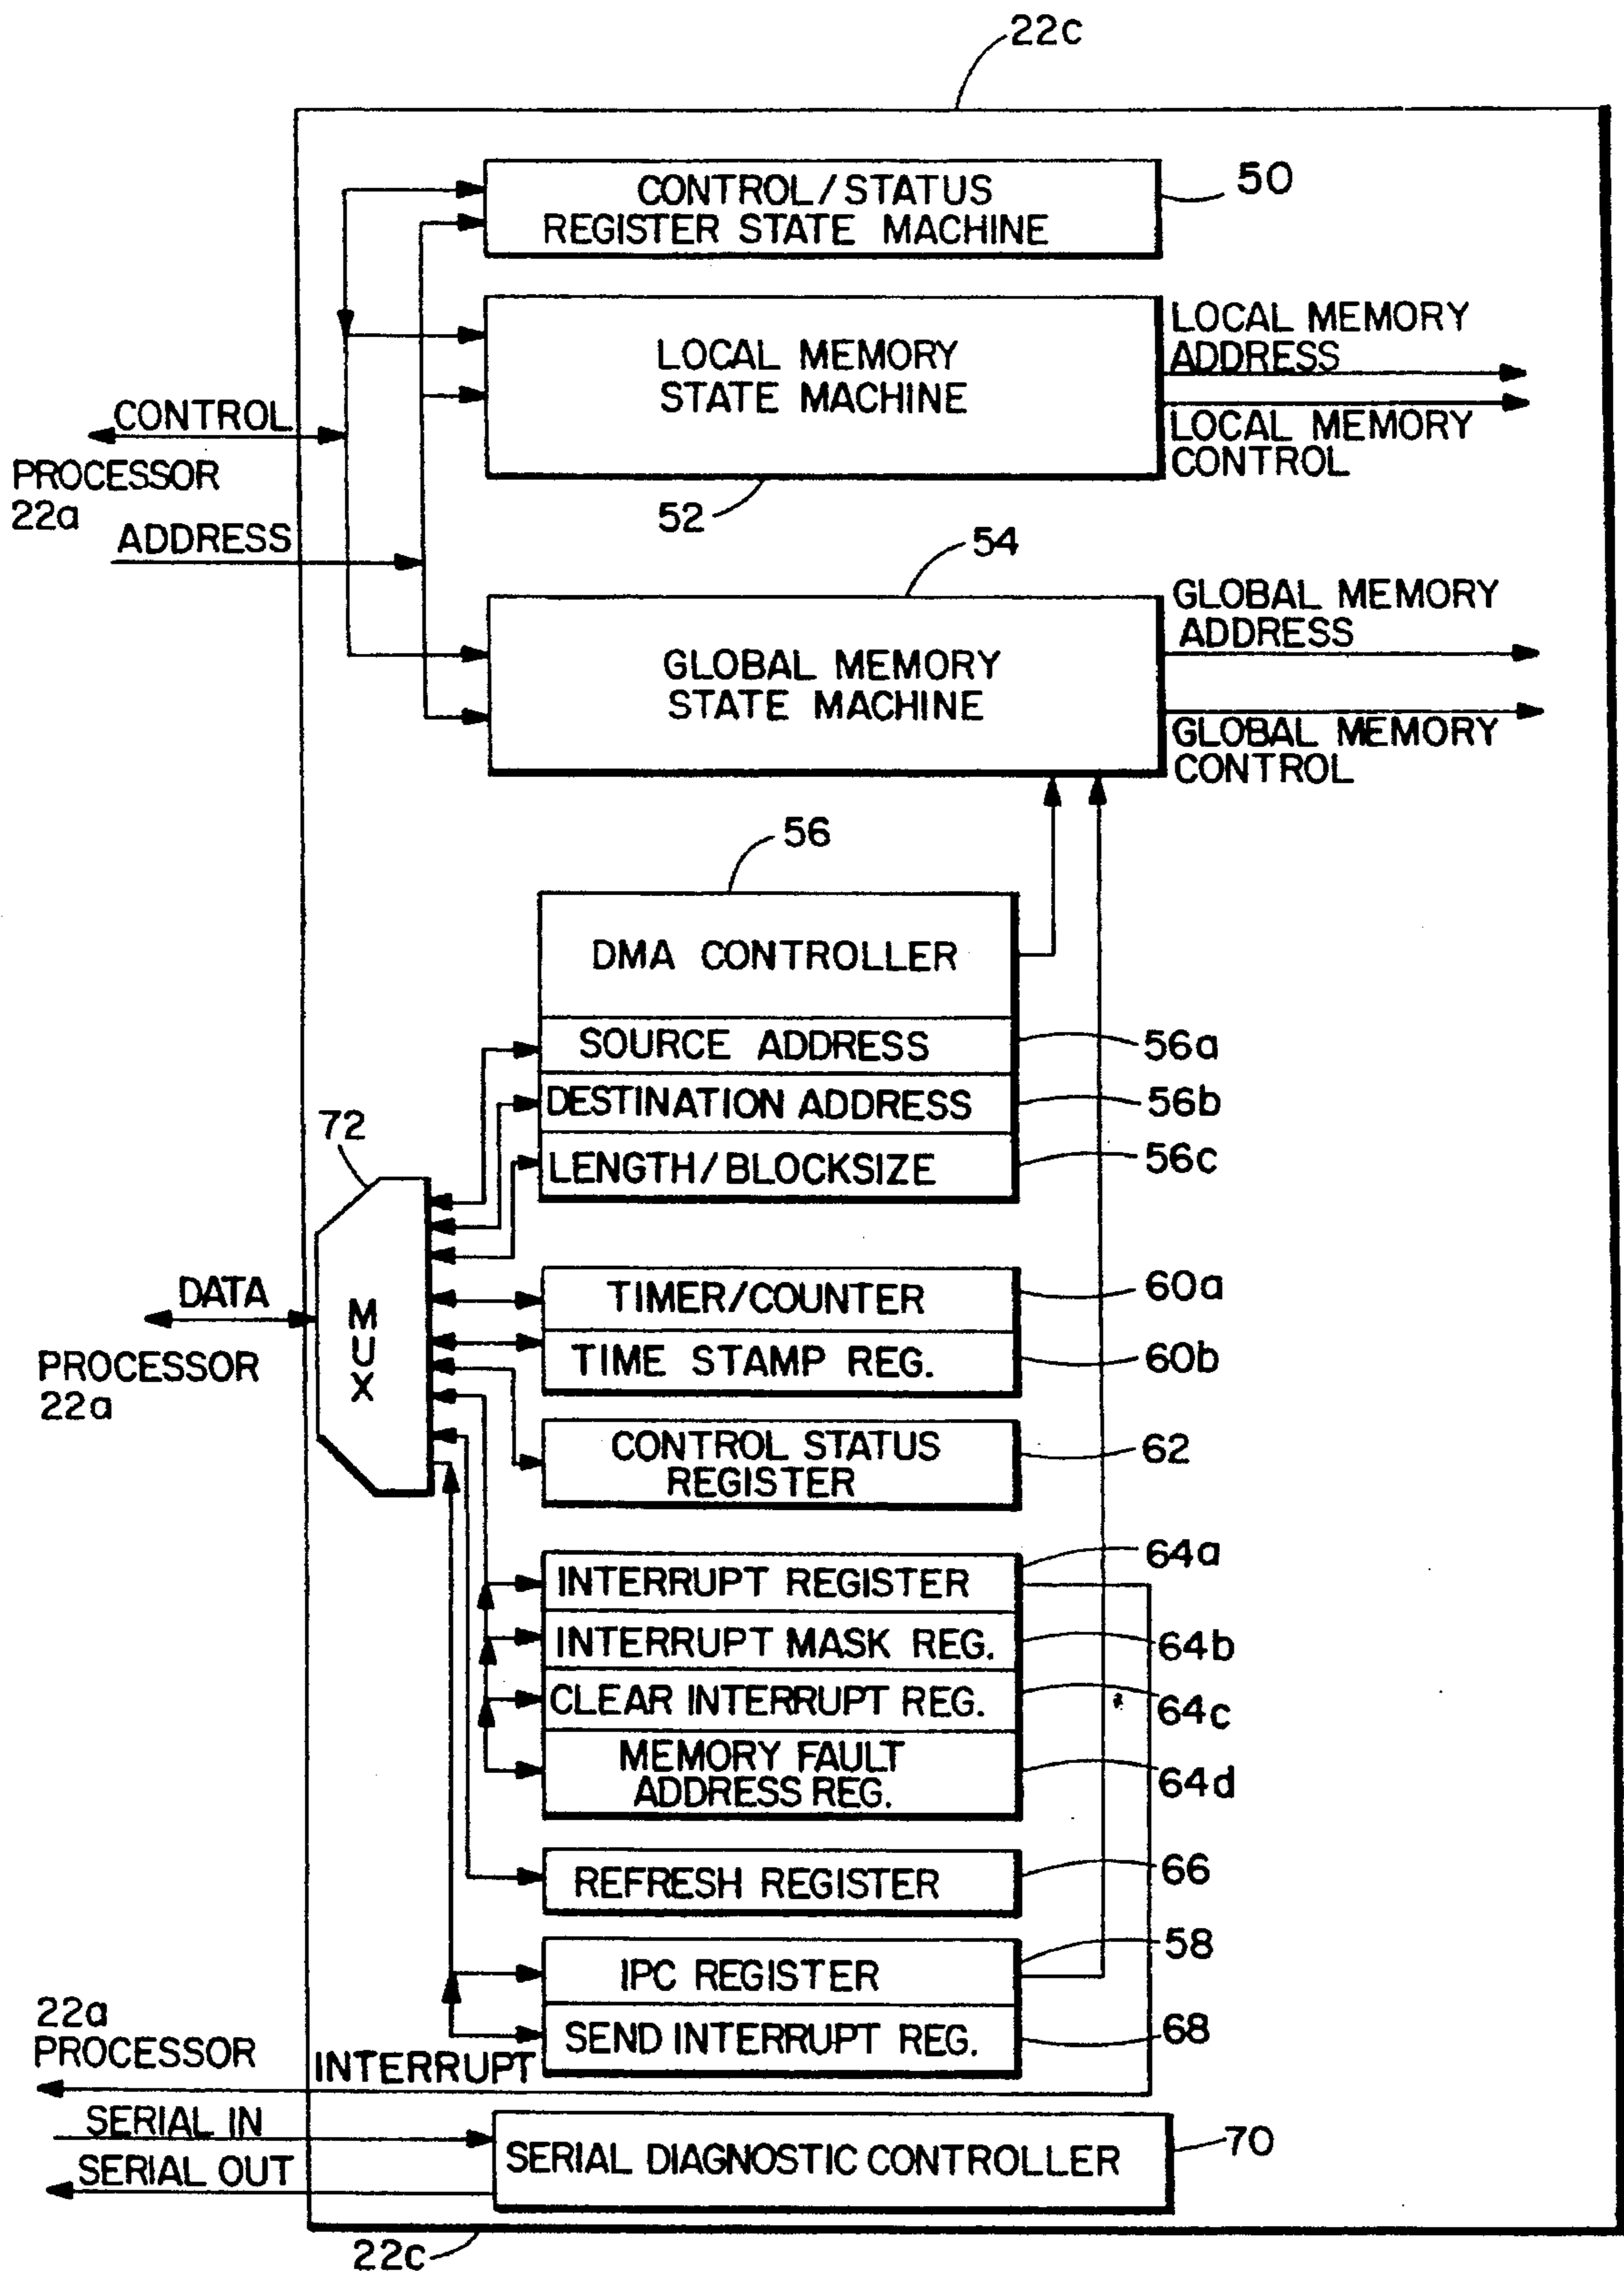 22c
CONTROL/STATUS
REGISTER STATE MACHINE
50
LOCAL MEMORY
STATE MACHINE
52
LOCAL MEMORY
ADDRESS
LOCAL MEMORY
CONTROL
CONTROL
PROCESSOR
22a
ADDRESS
54
GLOBAL MEMORY
STATE MACHINE
GLOBAL MEMORY
ADDRESS
GLOBAL MEMORY
CONTROL
56
DMA CONTROLLER
SOURCE ADDRESS
56a
DESTINATION ADDRESS
56b
LENGTH/BLOCKSIZE
56c
72
MUX
DATA
PROCESSOR
22a
TIMER/COUNTER
60a
TIME STAMP REG.
60b
CONTROL STATUS
REGISTER
62
INTERRUPT REGISTER
64a
INTERRUPT MASK REG.
64b
CLEAR INTERRUPT REG.
64c
MEMORY FAULT
ADDRESS REG.
64d
REFRESH REGISTER
66
IPC REGISTER
58
SEND INTERRUPT REG.
68
22a
PROCESSOR
INTERRUPT
SERIAL IN
SERIAL OUT
SERIAL DIAGNOSTIC CONTROLLER
70
22c